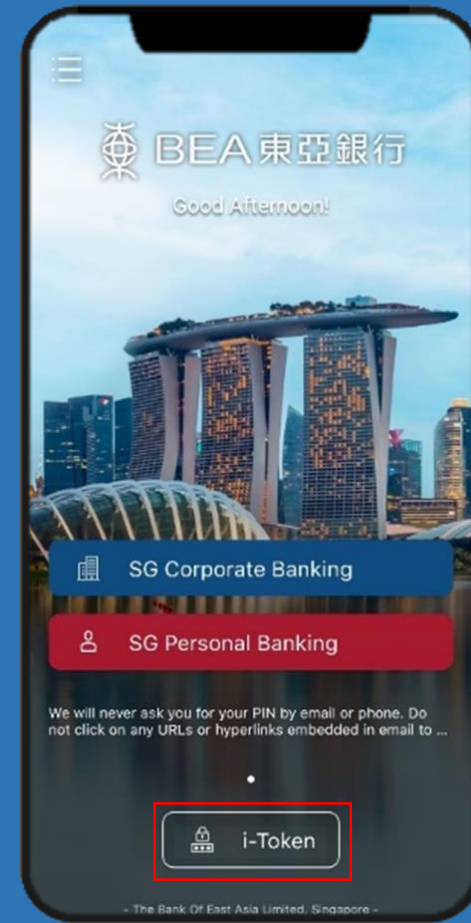 BEA東亞銀行
Good Afternoon!
SG Corporate Banking
SG Personal Banking
We will never ask you for your PIN by email or phone. Do
not click on any URLs or hyperlinks embedded in email to ...
i-Token
- The Bank Of East Asia Limited, Singapore -